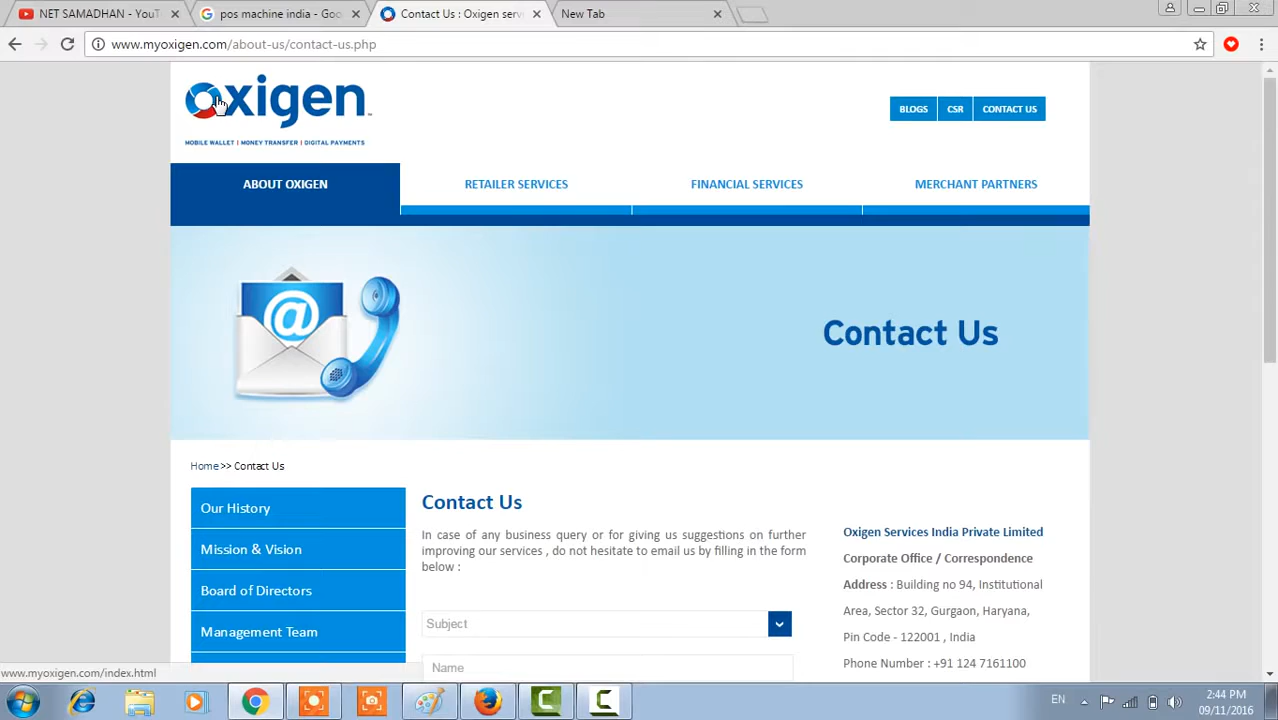 NET SAMADHAN - YouT
pos machine india - Goo
Contact Us : Oxigen serv
New Tab
www.myoxigen.com/about-us/contact-us.php
oxigen
MOBILE WALLET | MONEY TRANSFER | DIGITAL PAYMENTS
BLOGS
CSR
CONTACT US
ABOUT OXIGEN
RETAILER SERVICES
FINANCIAL SERVICES
MERCHANT PARTNERS
@
Contact Us
Home >> Contact Us
Our History
Mission & Vision
Board of Directors
Management Team
Contact Us
In case of any business query or for giving us suggestions on further
improving our services , do not hesitate to email us by filling in the form
below :
Subject
Name
Oxigen Services India Private Limited
Corporate Office / Correspondence
Address : Building no 94, Institutional
Area, Sector 32, Gurgaon, Haryana,
Pin Code - 122001 , India
Phone Number : +91 124 7161100
www.myoxigen.com/index.html
EN
2:44 PM
09/11/2016